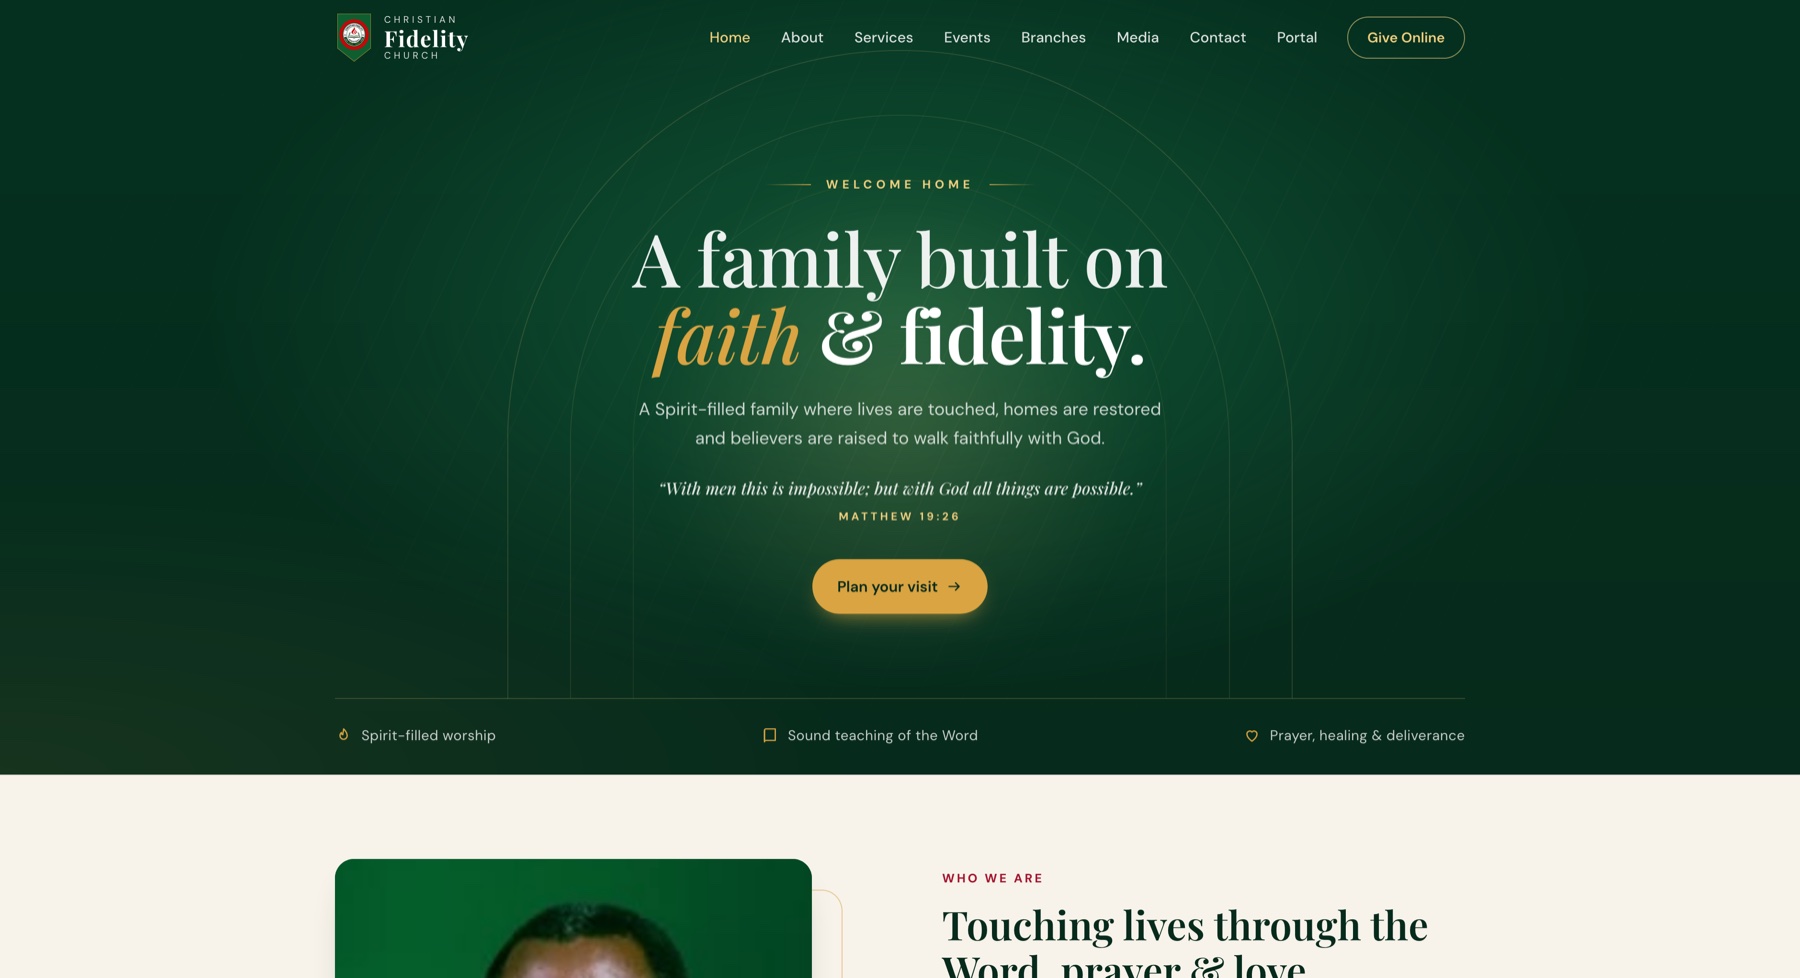 CHRISTIAN
Fidelity
CHURCH
Home About Services Events Branches Media Contact Portal Give Online
WELCOME HOME
A family built on
faith & fidelity.
A Spirit-filled family where lives are touched, homes are restored
and believers are raised to walk faithfully with God.
“With men this is impossible; but with God all things are possible.”
MATTHEW 19:26
Plan your visit →
Spirit-filled worship
Sound teaching of the Word
Prayer, healing & deliverance
WHO WE ARE
Touching lives through the
Word, prayer & love